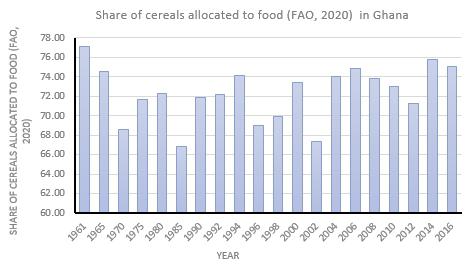 Share of cereals allocated to food (FAO, 2020)  in Ghana
SHARE OF CEREALS ALLOCATED TO FOOD (FAO,
2020)
78.00
76.00
74.00
72.00
70.00
68.00
66.00
64.00
62.00
60.00
1961 1965 1970 1975 1980 1985 1990 1992 1994 1996 1998 2000 2002 2004 2006 2008 2010 2012 2014 2016
YEAR